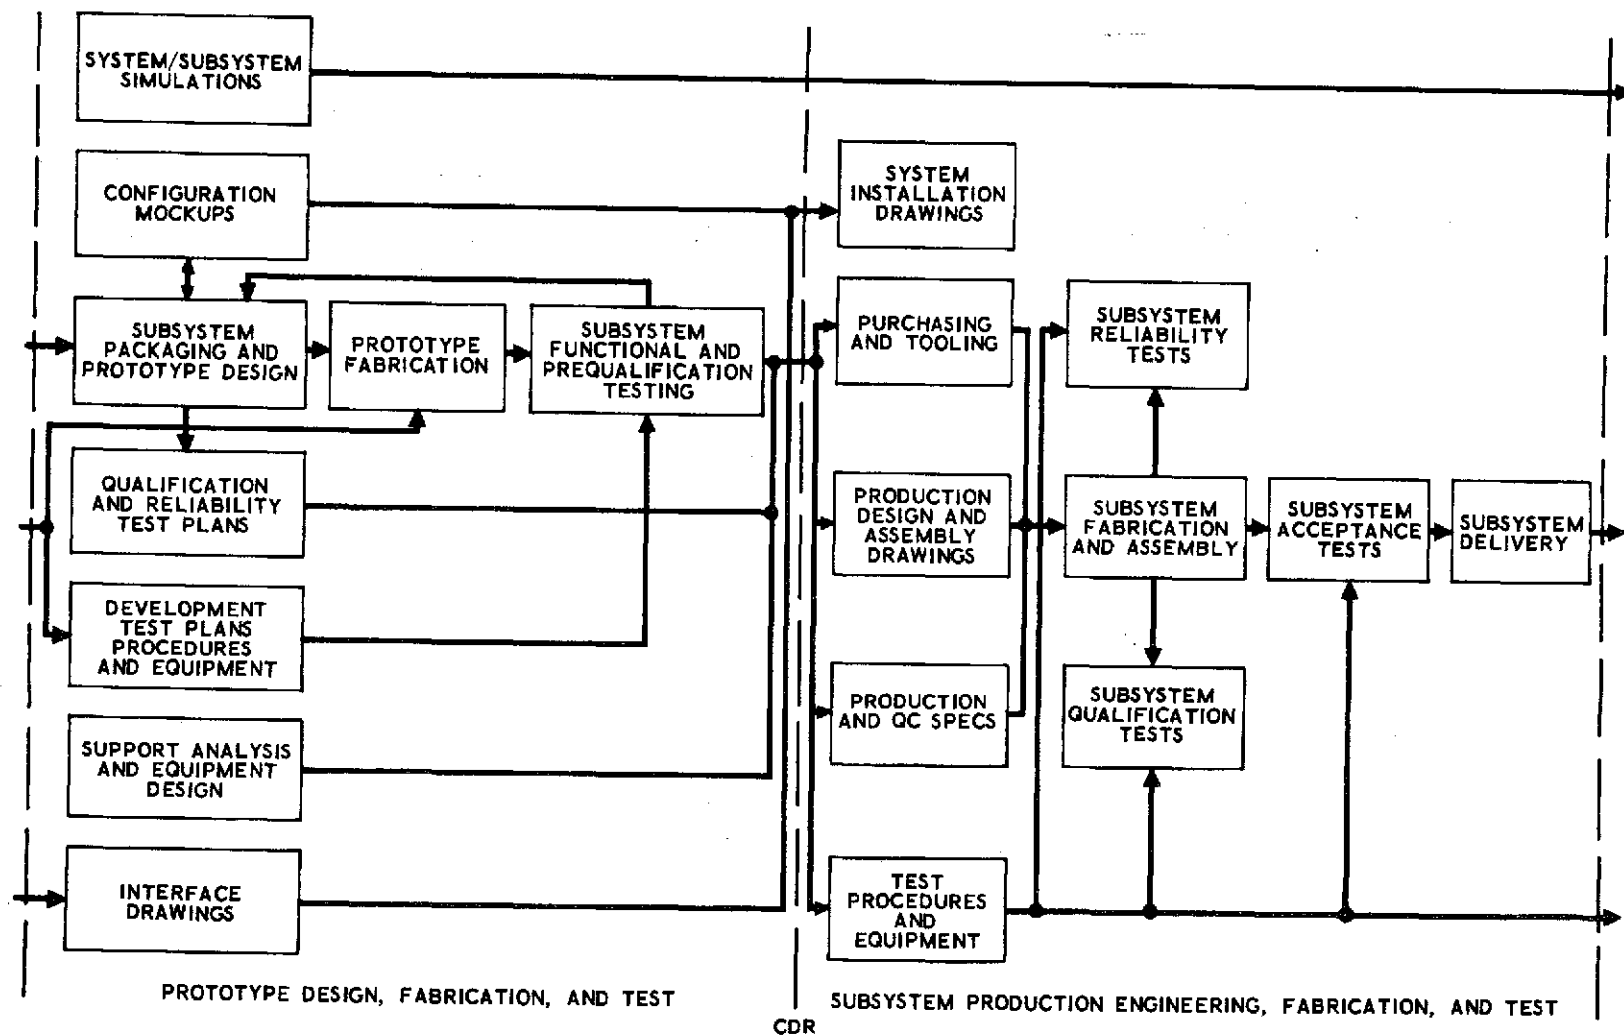 SYSTEM/SUBSYSTEM
SIMULATIONS
CONFIGURATION
MOCKUPS
SUBSYSTEM
PACKAGING AND
PROTOTYPE DESIGN
PROTOTYPE
FABRICATION
SUBSYSTEM
FUNCTIONAL AND
PREQUALIFICATION
TESTING
QUALIFICATION
AND RELIABILITY
TEST PLANS
DEVELOPMENT
TEST PLANS
PROCEDURES
AND EQUIPMENT
SUPPORT ANALYSIS
AND EQUIPMENT
DESIGN
INTERFACE
DRAWINGS
PROTOTYPE DESIGN, FABRICATION, AND TEST
CDR
SYSTEM
INSTALLATION
DRAWINGS
PURCHASING
AND TOOLING
PRODUCTION
DESIGN AND
ASSEMBLY
DRAWINGS
PRODUCTION
AND QC SPECS
TEST
PROCEDURES
AND
EQUIPMENT
SUBSYSTEM
RELIABILITY
TESTS
SUBSYSTEM
FABRICATION
AND ASSEMBLY
SUBSYSTEM
QUALIFICATION
TESTS
SUBSYSTEM
ACCEPTANCE
TESTS
SUBSYSTEM
DELIVERY
SUBSYSTEM PRODUCTION ENGINEERING, FABRICATION, AND TEST